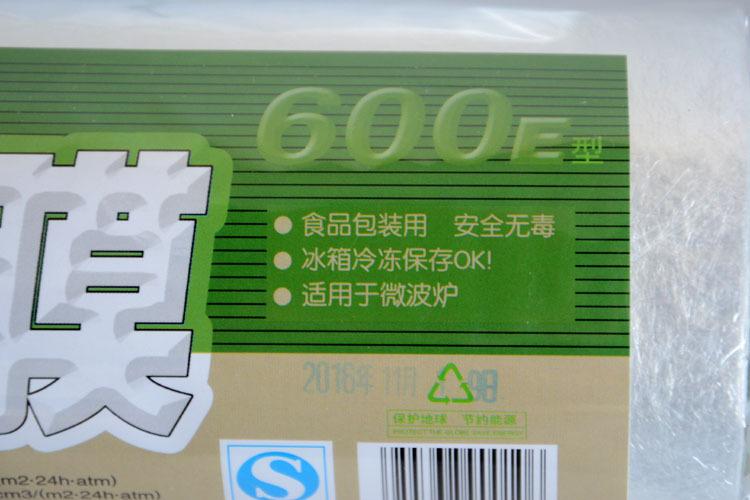 600E型
膜
● 食品包装用 安全无毒
● 冰箱冷冻保存OK!
● 适用于微波炉
2016年 11月
保护地球 节约能源
PROTECT THE GLOBE SAVE ENERGY
S
(m2·24h·atm)
cm3/(m2·24h·atm)